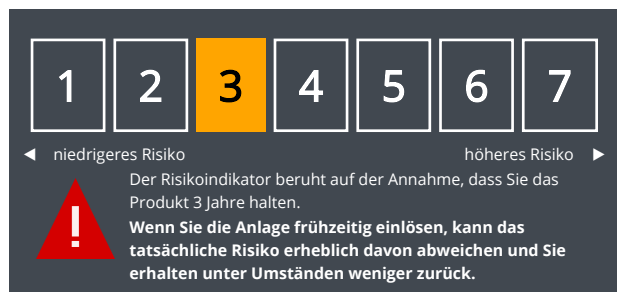 1 2 3 4 5 6 7
◄ niedrigeres Risiko höheres Risiko ►
Der Risikoindikator beruht auf der Annahme, dass Sie das
Produkt 3 Jahre halten.
!
Wenn Sie die Anlage frühzeitig einlösen, kann das
tatsächliche Risiko erheblich davon abweichen und Sie
erhalten unter Umständen weniger zurück.